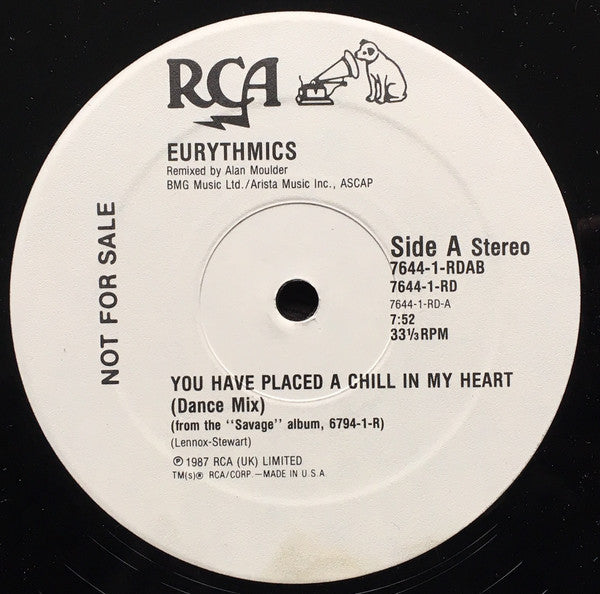 RCA
EURYTHMICS
Remixed by Alan Moulder
BMG Music Ltd./Arista Music Inc., ASCAP
NOT FOR SALE
Side A Stereo
7644-1-RDAB
7644-1-RD
7644-1-RD-A
7:52
33⅓ RPM
YOU HAVE PLACED A CHILL IN MY HEART
(Dance Mix)
(from the "Savage" album, 6794-1-R)
(Lennox-Stewart)
℗ 1987 RCA (UK) LIMITED
TM(s)® RCA/CORP.—MADE IN U.S.A.